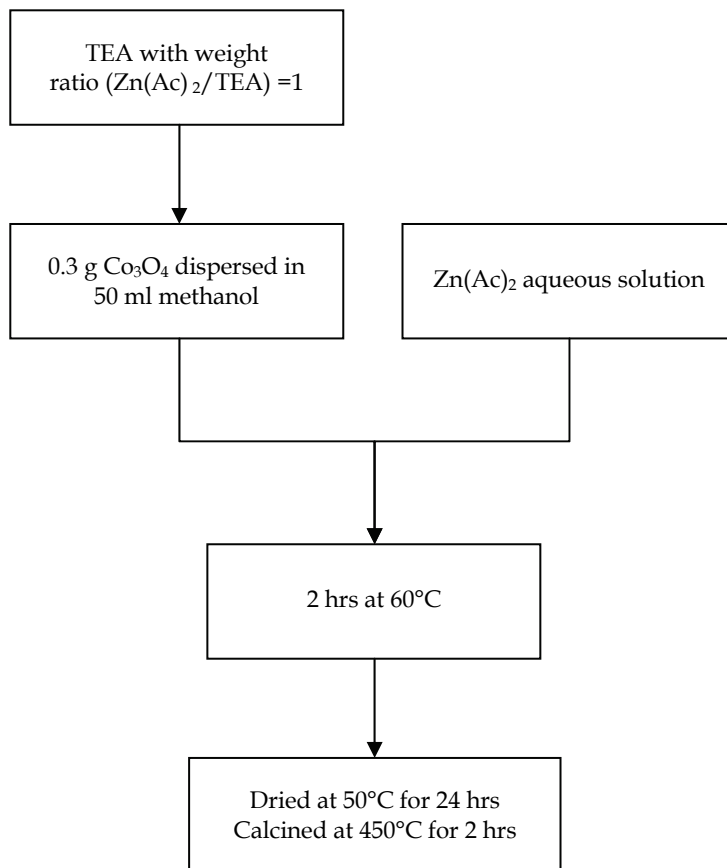 TEA with weight
ratio (Zn(Ac) ₂/TEA) =1
0.3 g Co₃O₄ dispersed in
50 ml methanol
Zn(Ac)₂ aqueous solution
2 hrs at 60°C
Dried at 50°C for 24 hrs
Calcined at 450°C for 2 hrs